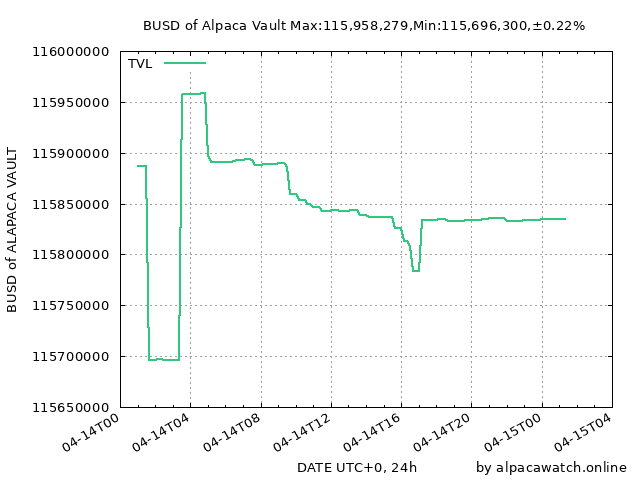 BUSD of Alpaca Vault Max:115,958,279,Min:115,696,300,±0.22%
TVL
116000000
115950000
115900000
115850000
115800000
115750000
115700000
115650000
BUSD of ALAPACA VAULT
04-14T00
04-14T04
04-14T08
04-14T12
04-14T16
04-14T20
04-15T00
04-15T04
DATE UTC+0, 24h
by alpacawatch.online